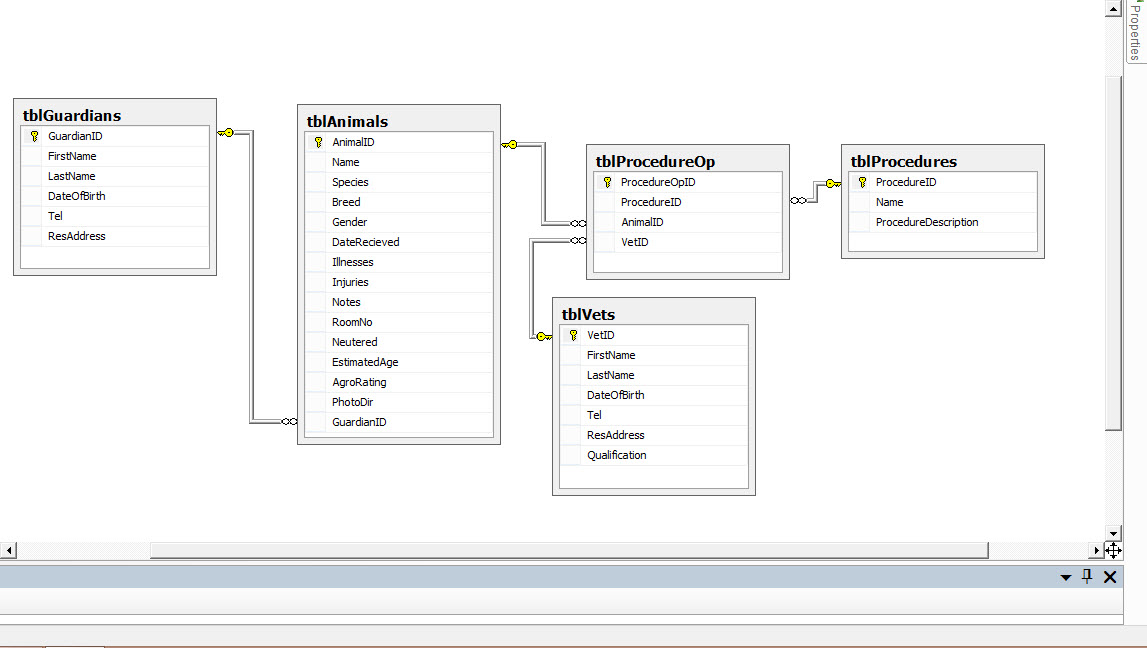 Properties
tblGuardians
GuardianID
FirstName
LastName
DateOfBirth
Tel
ResAddress
tblAnimals
AnimalID
Name
Species
Breed
Gender
DateRecieved
Illnesses
Injuries
Notes
RoomNo
Neutered
EstimatedAge
AgroRating
PhotoDir
GuardianID
tblProcedureOp
ProcedureOpID
ProcedureID
AnimalID
VetID
tblProcedures
ProcedureID
Name
ProcedureDescription
tblVets
VetID
FirstName
LastName
DateOfBirth
Tel
ResAddress
Qualification